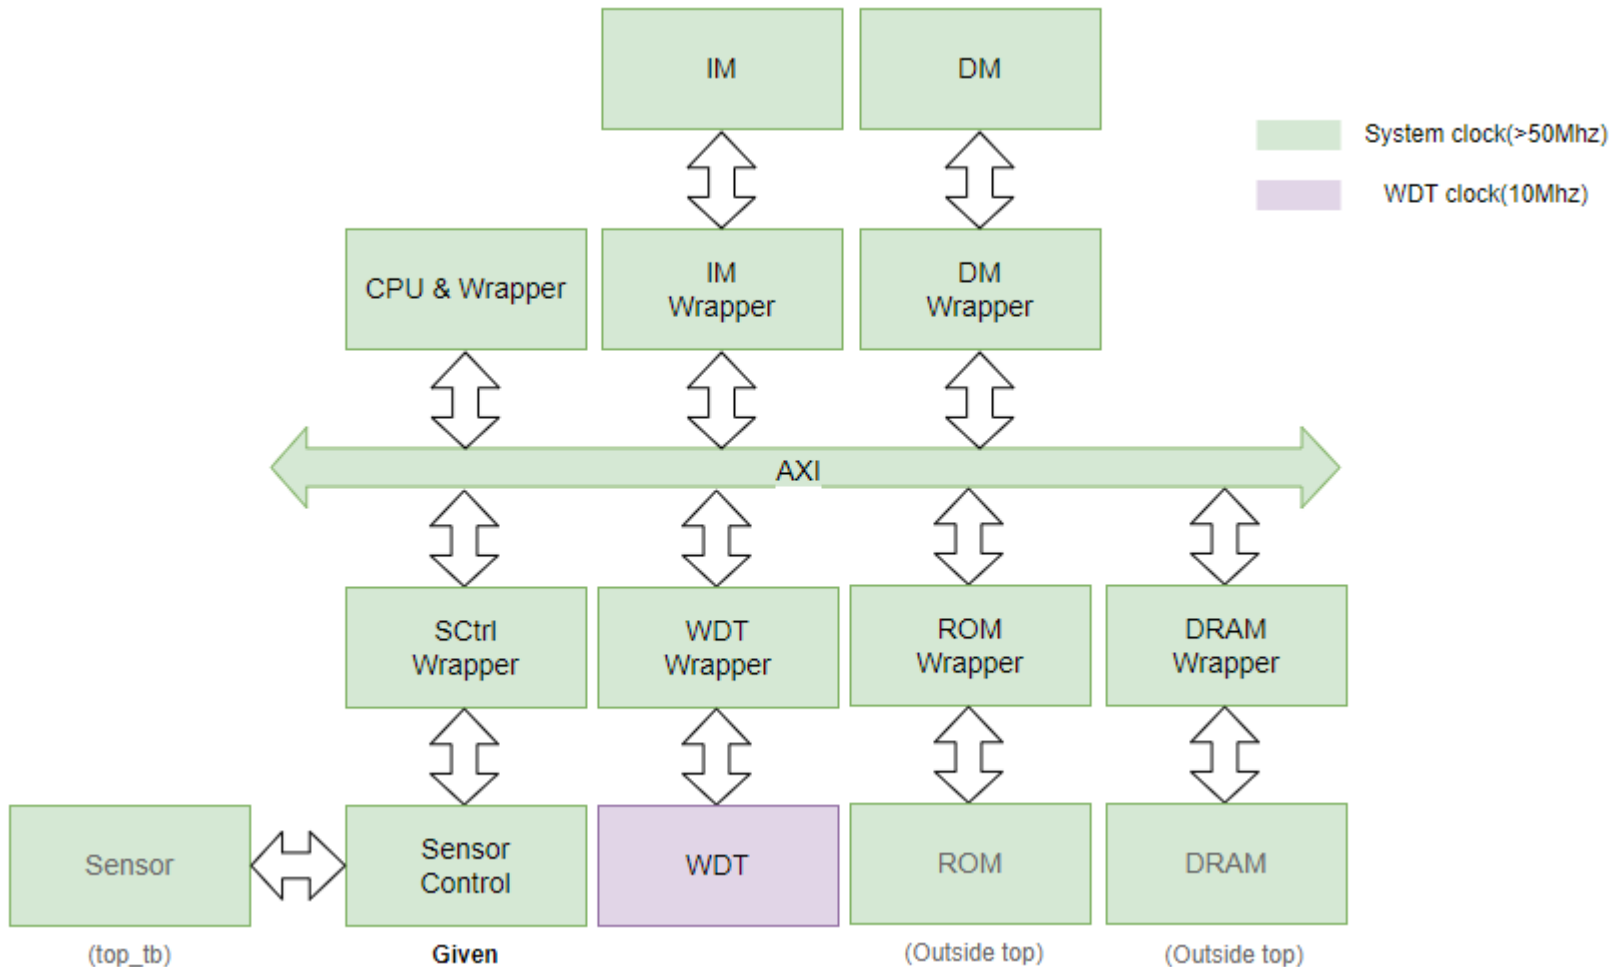 IM
DM
System clock(>50Mhz)
WDT clock(10Mhz)
CPU & Wrapper
IM
Wrapper
DM
Wrapper
AXI
SCtrl
Wrapper
WDT
Wrapper
ROM
Wrapper
DRAM
Wrapper
Sensor
Sensor
Control
WDT
ROM
DRAM
(top_tb)
Given
(Outside top)
(Outside top)